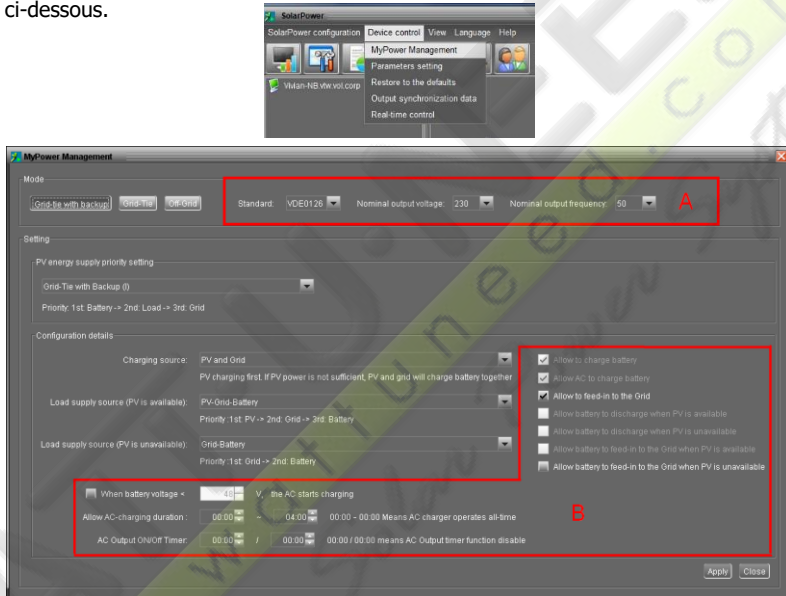 ci-dessous.
SolarPower
SolarPower configuration Device control View Language Help
MyPower Management
Parameters setting
Restore to the defaults
Output synchronization data
Real-time control
Vivian-NB.vtw.vol.corp
MyPower Management
Mode
Grid-tie with backup Grid-Tie Off-Grid Standard: VDE0126 Nominal output voltage: 230 Nominal output frequency: 50 A
Setting
PV energy supply priority setting
Grid-Tie with Backup (I)
Priority: 1st: Battery -> 2nd: Load -> 3rd: Grid
Configuration details
Charging source: PV and Grid
PV charging first. If PV power is not sufficient, PV and grid will charge battery together
Load supply source (PV is available): PV-Grid-Battery
Priority :1st: PV -> 2nd: Grid -> 3rd: Battery
Load supply source (PV is unavailable): Grid-Battery
Priority :1st: Grid -> 2nd: Battery
Allow to charge battery
Allow AC to charge battery
Allow to feed-in to the Grid
Allow battery to discharge when PV is available
Allow battery to discharge when PV is unavailable
Allow battery to feed-in to the Grid when PV is available
Allow battery to feed-in to the Grid when PV is unavailable
When battery voltage < 48 V, the AC starts charging
Allow AC-charging duration : 00:00 – 04:00 00:00 - 00:00 Means AC charger operates all-time
AC Output ON/Off Timer: 00:00 / 00:00 00:00 / 00:00 means AC Output timer function disable
B
Apply Close